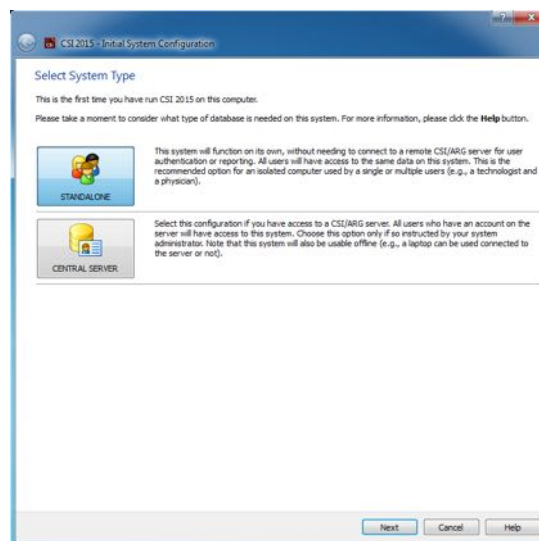 CSI 2015 - Initial System Configuration
Select System Type
This is the first time you have run CSI 2015 on this computer.
Please take a moment to consider what type of database is needed on this system. For more information, please click the Help button.
This system will function on its own, without needing to connect to a remote CSI/ARG server for user
authentication or reporting. All users will have access to the same data on this system. This is the
recommended option for an isolated computer used by a single or multiple users (e.g., a technologist and
a physician).
STANDALONE
Select this configuration if you have access to a CSI/ARG server. All users who have an account on the
server will have access to this system. Choose this option only if so instructed by your system
administrator. Note that this system will also be usable offline (e.g., a laptop can be used connected to
the server or not).
CENTRAL SERVER
Next
Cancel
Help